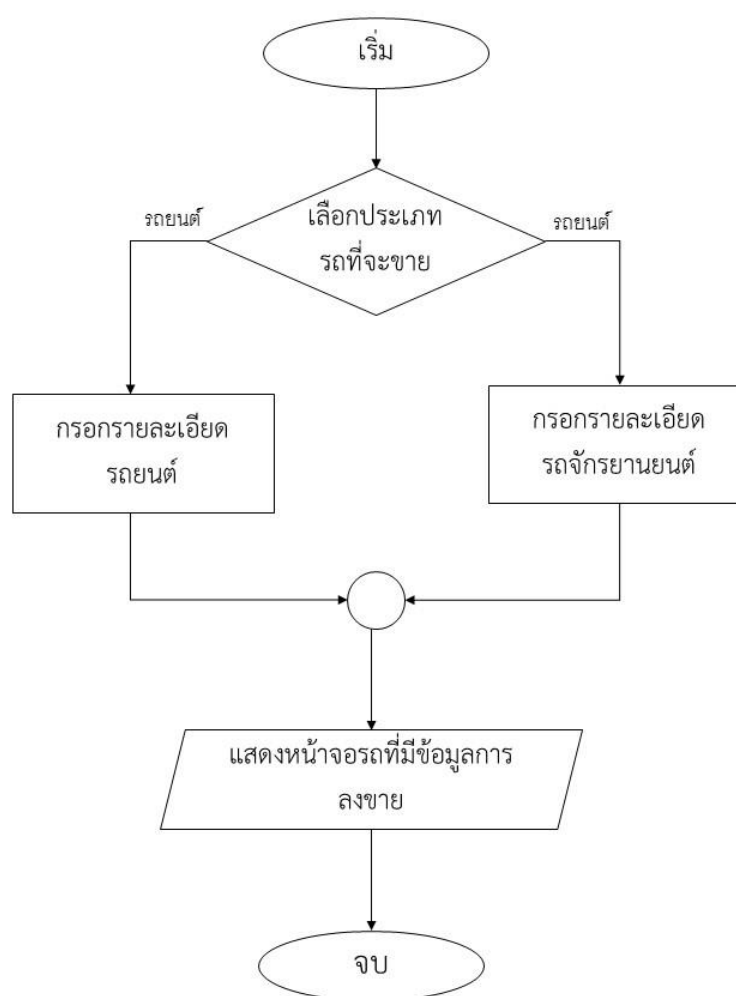 เริ่ม
เลือกประเภท
รถที่จะขาย
รถยนต์
รถยนต์
กรอกรายละเอียด
รถยนต์
กรอกรายละเอียด
รถจักรยานยนต์
แสดงหน้าจอรถที่มีข้อมูลการ
ลงขาย
จบ